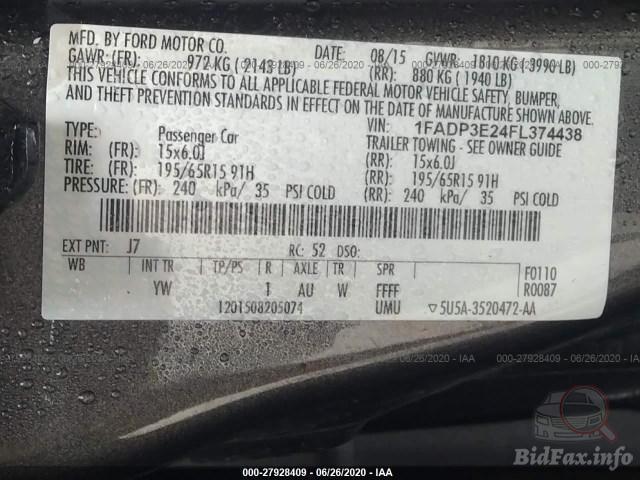 MFD. BY FORD MOTOR CO.
DATE: 08/15 GVWR: 1810 KG (3990 LB)
GAWR: (FR): 972 KG (2143 LB) (RR): 880 KG (1940 LB)
THIS VEHICLE CONFORMS TO ALL APPLICABLE FEDERAL MOTOR VEHICLE SAFETY, BUMPER,
AND THEFT PREVENTION STANDARDS IN EFFECT ON THE DATE OF MANUFACTURE SHOWN ABOVE.
VIN: 1FADP3E24FL374438
TYPE: Passenger Car TRAILER TOWING - SEE OWNER GUIDE
RIM: (FR): 15x6.0J (RR): 15x6.0J
TIRE: (FR): 195/65R15 91H (RR): 195/65R15 91H
PRESSURE: (FR): 240 kPa/ 35 PSI COLD (RR): 240 kPa/ 35 PSI COLD
EXT PNT: J7 RC: 52 DSO: F0110
WB INT TR TP/PS R AXLE TR SPR R0087
YW 1 AU W FFFF
1201508205074 UMU ▽5U5A-3520472-AA
000-27928409 - 06/26/2020 - IAA
BidFax.info